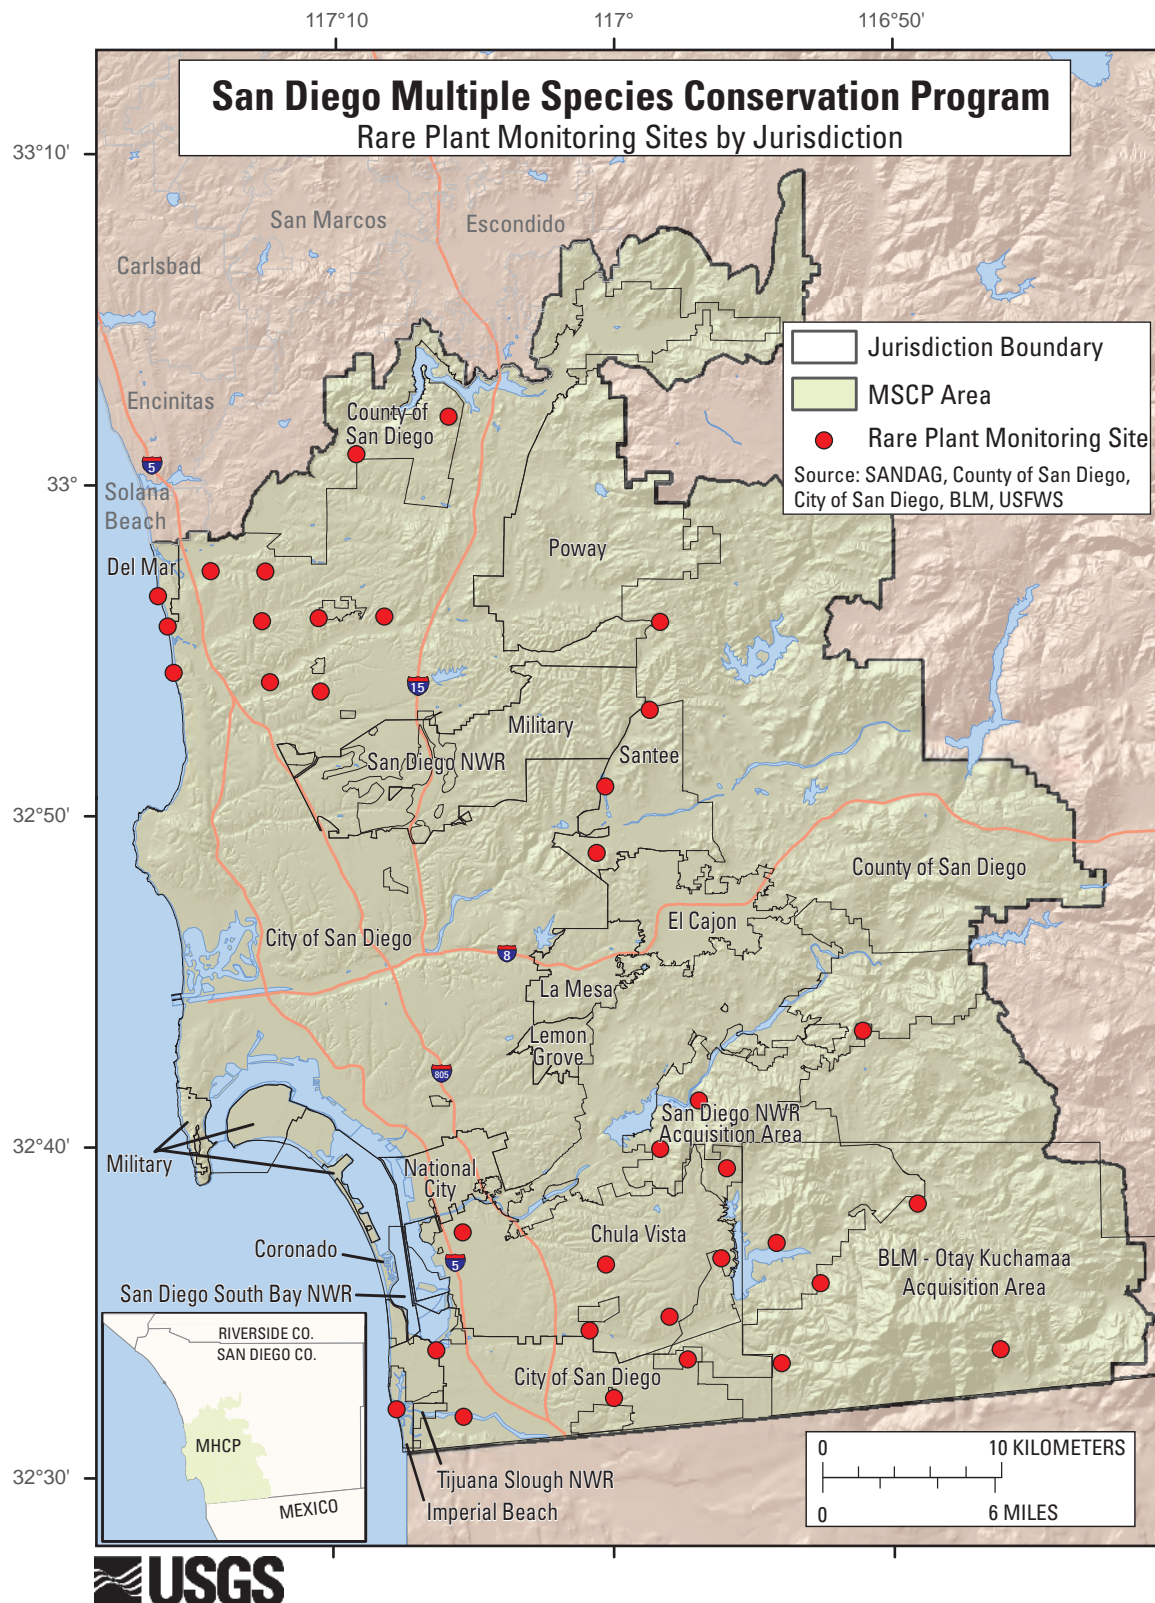 117°10'
117°
116°50'
San Diego Multiple Species Conservation Program
Rare Plant Monitoring Sites by Jurisdiction
33°10'
San Marcos
Escondido
Carlsbad
Jurisdiction Boundary
MSCP Area
Rare Plant Monitoring Site
Source: SANDAG, County of San Diego,
City of San Diego, BLM, USFWS
Encinitas
County of
San Diego
5
33°
Solana
Beach
Poway
Del Mar
15
Military
San Diego NWR
Santee
32°50'
County of San Diego
El Cajon
City of San Diego
8
La Mesa
Lemon
Grove
805
San Diego NWR
Acquisition Area
32°40'
Military
National
City
Chula Vista
Coronado
5
BLM - Otay Kuchamaa
Acquisition Area
San Diego South Bay NWR
RIVERSIDE CO.
SAN DIEGO CO.
City of San Diego
MHCP
MEXICO
0
10 KILOMETERS
0
6 MILES
32°30'
Tijuana Slough NWR
Imperial Beach
USGS